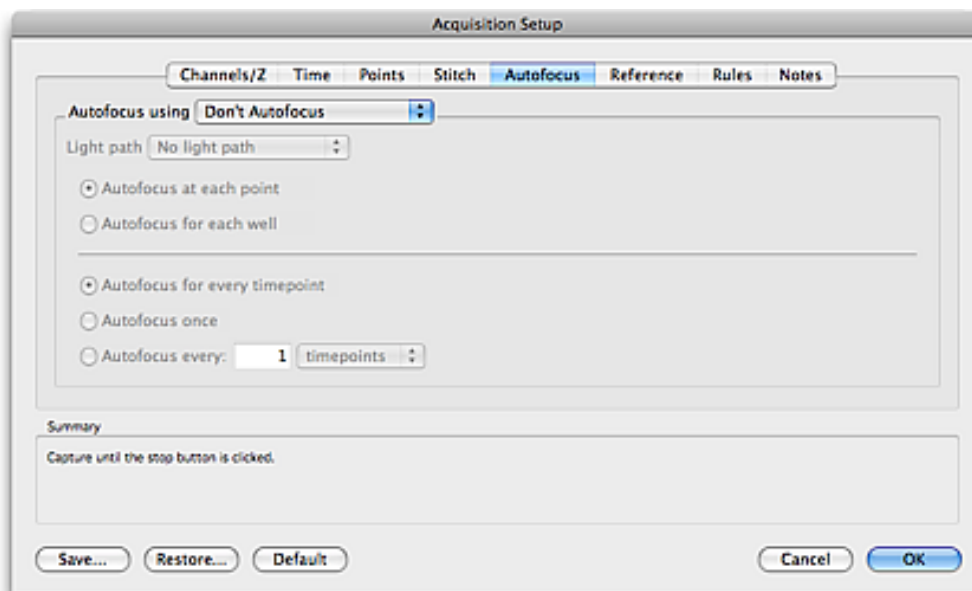 Acquisition Setup
Channels/Z Time Points Stitch Autofocus Reference Rules Notes
Autofocus using Don't Autofocus
Light path No light path
Autofocus at each point
Autofocus for each well
Autofocus for every timepoint
Autofocus once
Autofocus every: 1 timepoints
Summary
Capture until the stop button is clicked.
Save... Restore... Default Cancel OK